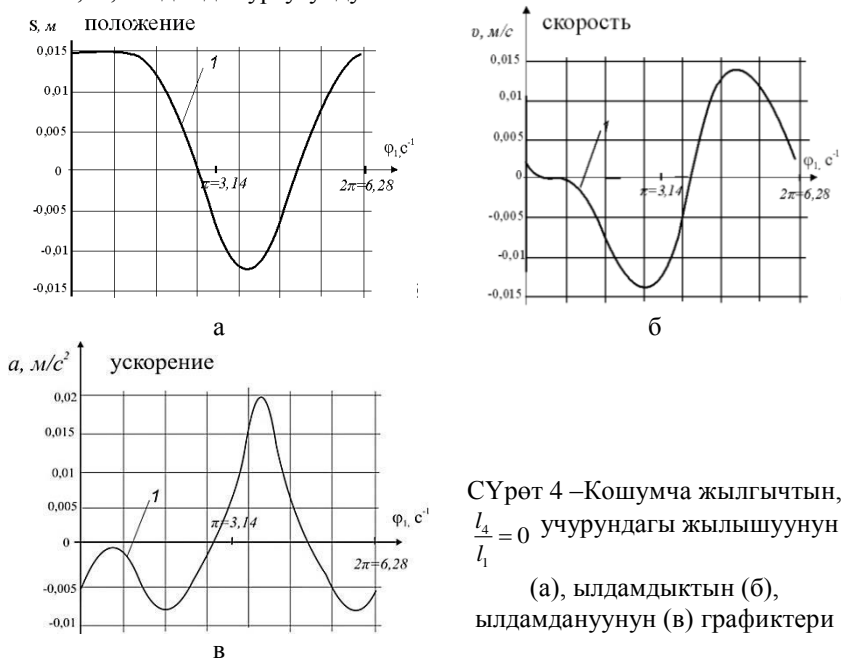 S, м положение
0,015
0,01
0,005
0
-0,005
-0,01
-0,015
1
φ₁, с⁻¹
π=3,14
2π=6,28
а
υ, м/с скорость
0,015
0,01
0,005
0
-0,005
-0,01
-0,015
1
φ₁, с⁻¹
π=3,14
2π=6,28
б
а, м/с² ускорение
0,02
0,015
0,01
0,005
0
-0,005
-0,01
1
φ₁, с⁻¹
π=3,14
2π=6,28
в
СҮрөт 4 –Кошумча жылгычтын,
l₄/l₁ = 0 учурундагы жылышуунун
(а), ылдамдыктын (б),
ылдамдануунун (в) графиктери